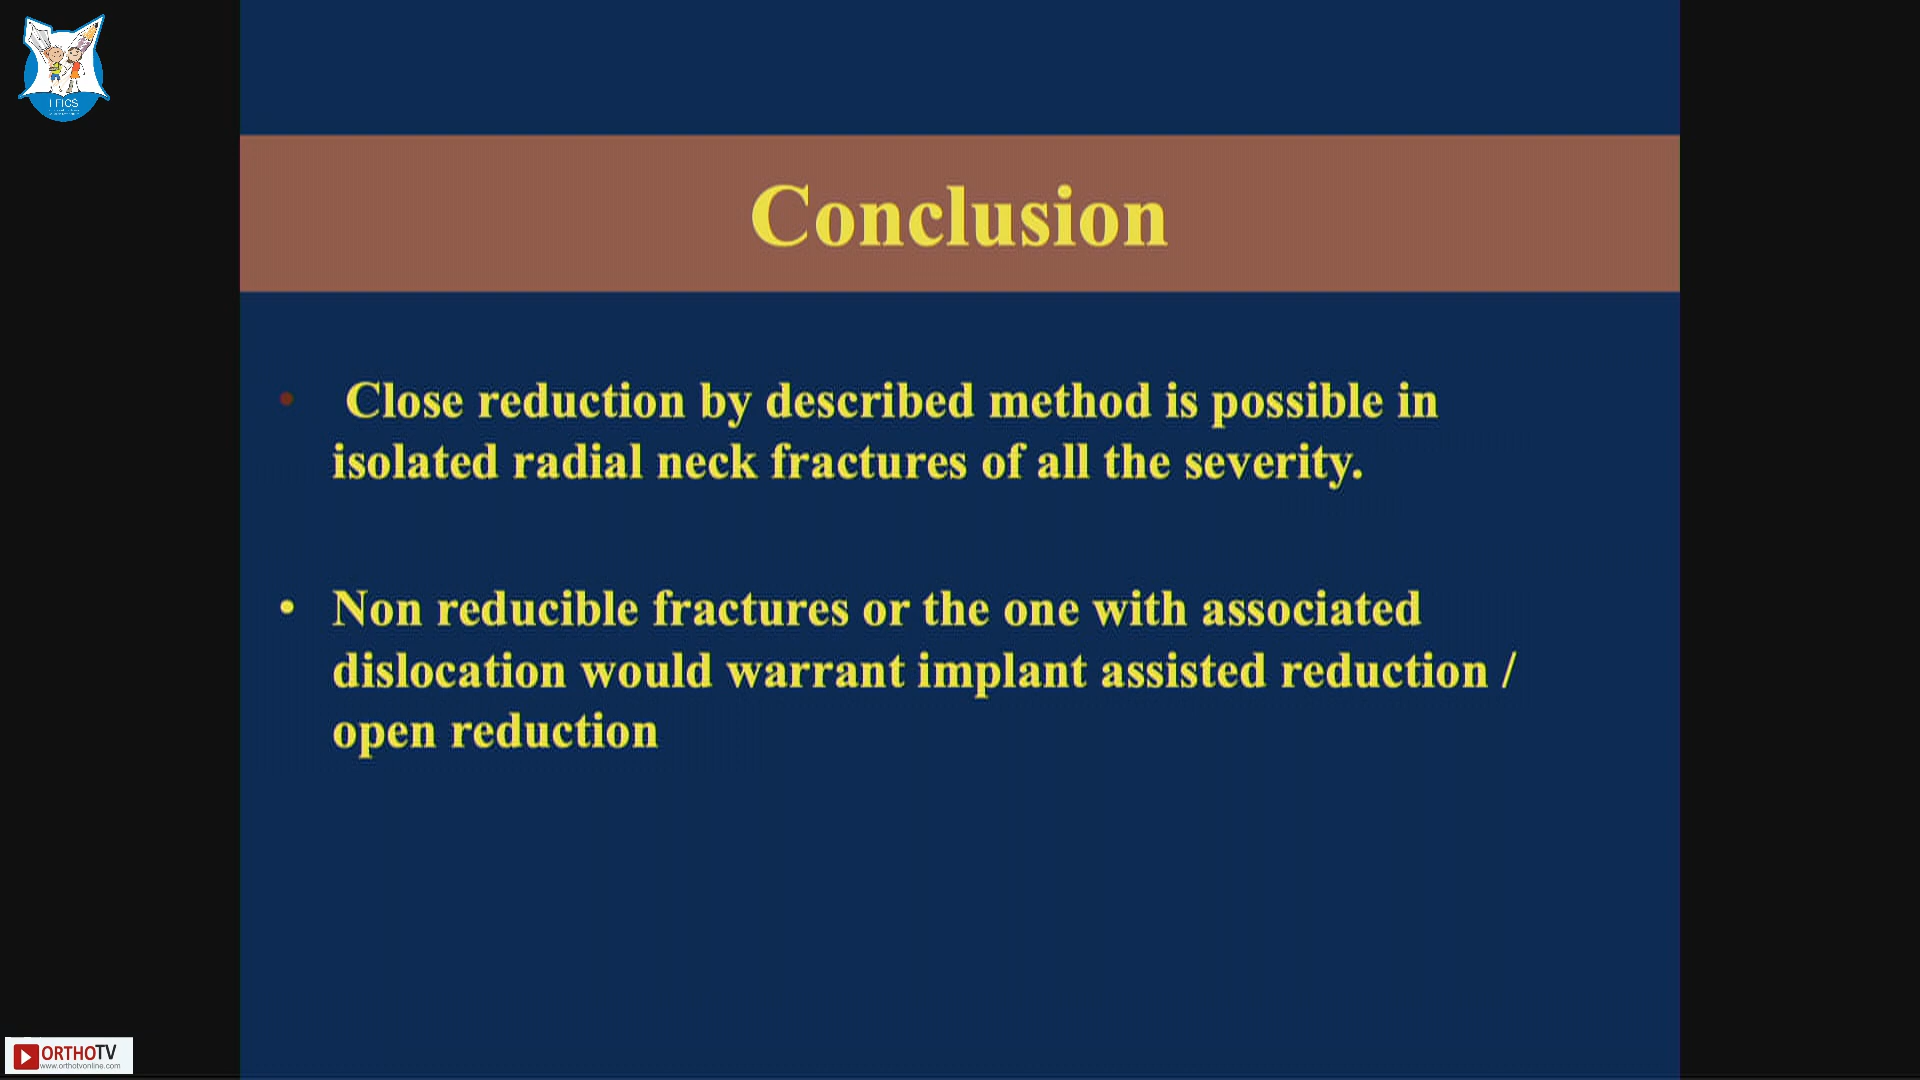 I FICS
Conclusion
• Close reduction by described method is possible in
isolated radial neck fractures of all the severity.
• Non reducible fractures or the one with associated
dislocation would warrant implant assisted reduction /
open reduction
ORTHOTV
www.orthotvonline.com